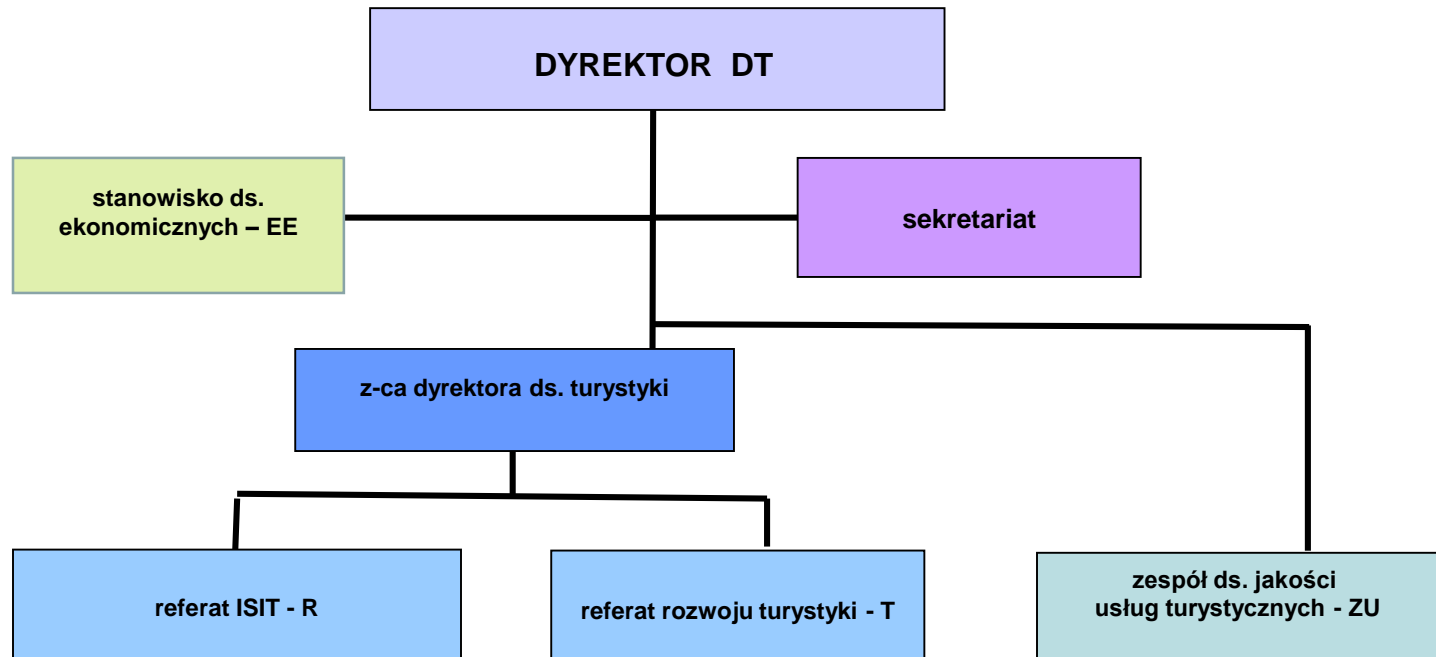 DYREKTOR DT
stanowisko ds.
ekonomicznych – EE
sekretariat
z-ca dyrektora ds. turystyki
referat ISIT - R
referat rozwoju turystyki - T
zespół ds. jakości
usług turystycznych - ZU